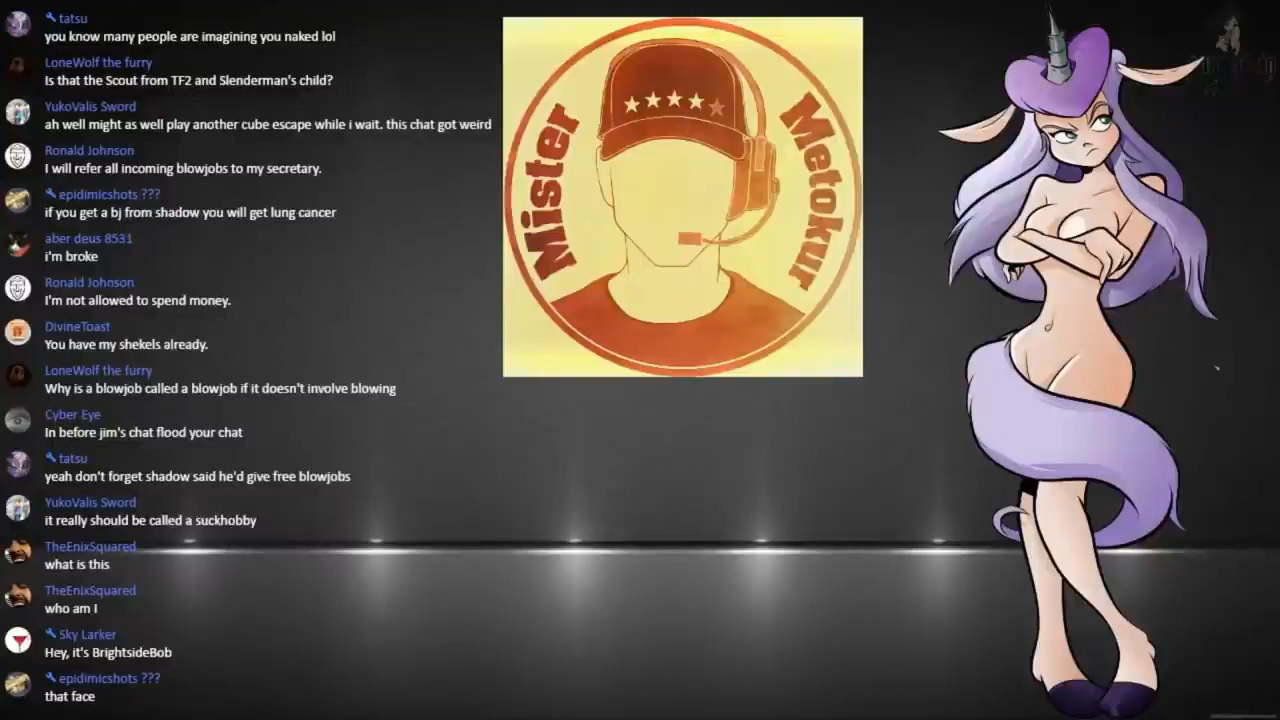 tatsu
you know many people are imagining you naked lol
LoneWolf the furry
Is that the Scout from TF2 and Slenderman's child?
YukoValis Sword
ah well might as well play another cube escape while i wait. this chat got weird
Ronald Johnson
I will refer all incoming blowjobs to my secretary.
epidimicshots ???
if you get a bj from shadow you will get lung cancer
aber deus 8531
i'm broke
Ronald Johnson
I'm not allowed to spend money.
DivineToast
You have my shekels already.
LoneWolf the furry
Why is a blowjob called a blowjob if it doesn't involve blowing
Cyber Eye
In before jim's chat flood your chat
tatsu
yeah don't forget shadow said he'd give free blowjobs
YukoValis Sword
it really should be called a suckhobby
TheEnixSquared
what is this
TheEnixSquared
who am I
Sky Larker
Hey, it's BrightsideBob
epidimicshots ???
that face
Mister
Metokur